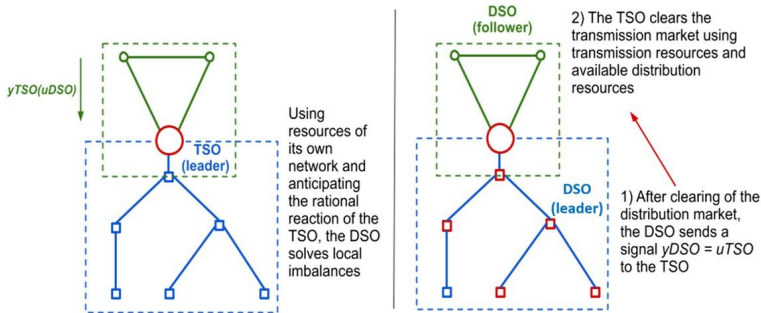 yTSO(uDSO)
TSO
(leader)
Using
resources of
its own
network and
anticipating
the rational
reaction of the
TSO, the DSO
solves local
imbalances
DSO
(follower)
2) The TSO clears the
transmission market using
transmission resources and
available distribution
resources
DSO
(leader)
1) After clearing of the
distribution market,
the DSO sends a
signal yDSO = uTSO
to the TSO